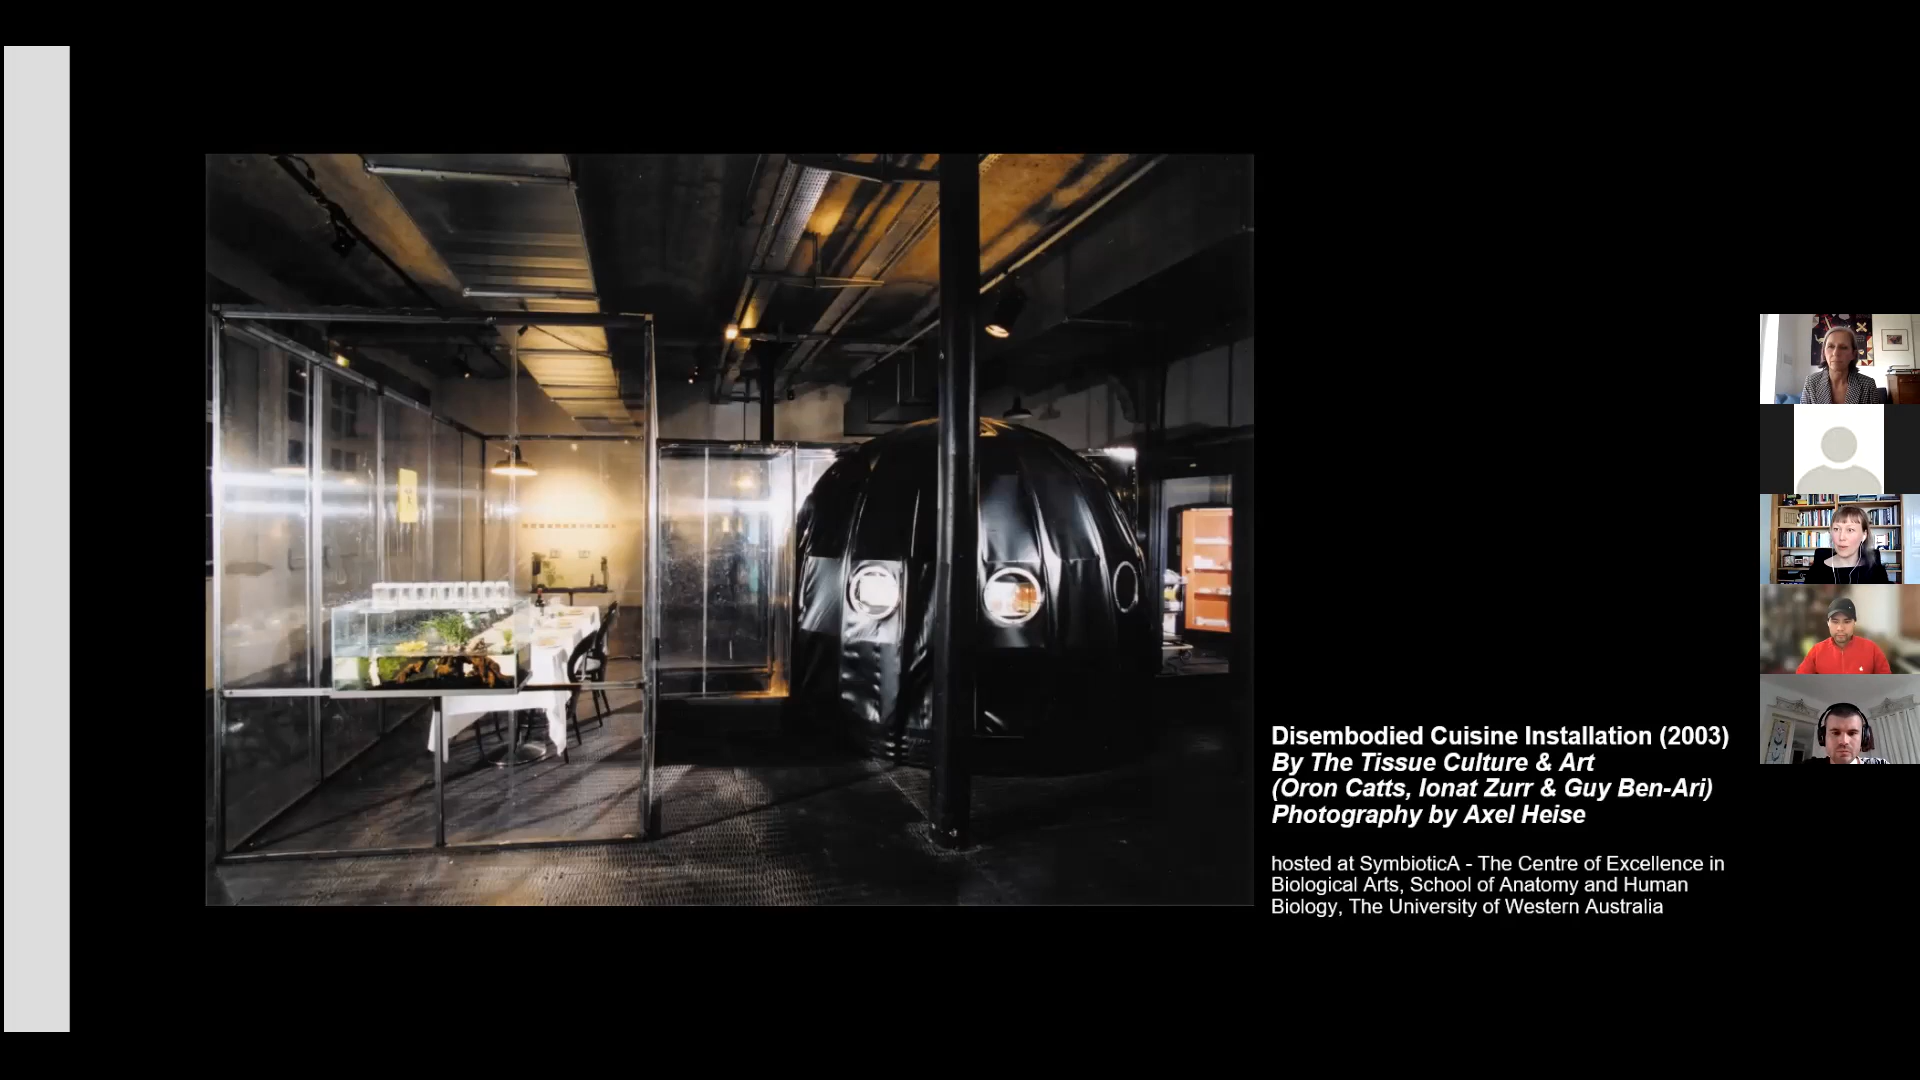 Disembodied Cuisine Installation (2003)
By The Tissue Culture & Art
(Oron Catts, Ionat Zurr & Guy Ben-Ari)
Photography by Axel Heise
hosted at SymbioticA - The Centre of Excellence in
Biological Arts, School of Anatomy and Human
Biology, The University of Western Australia